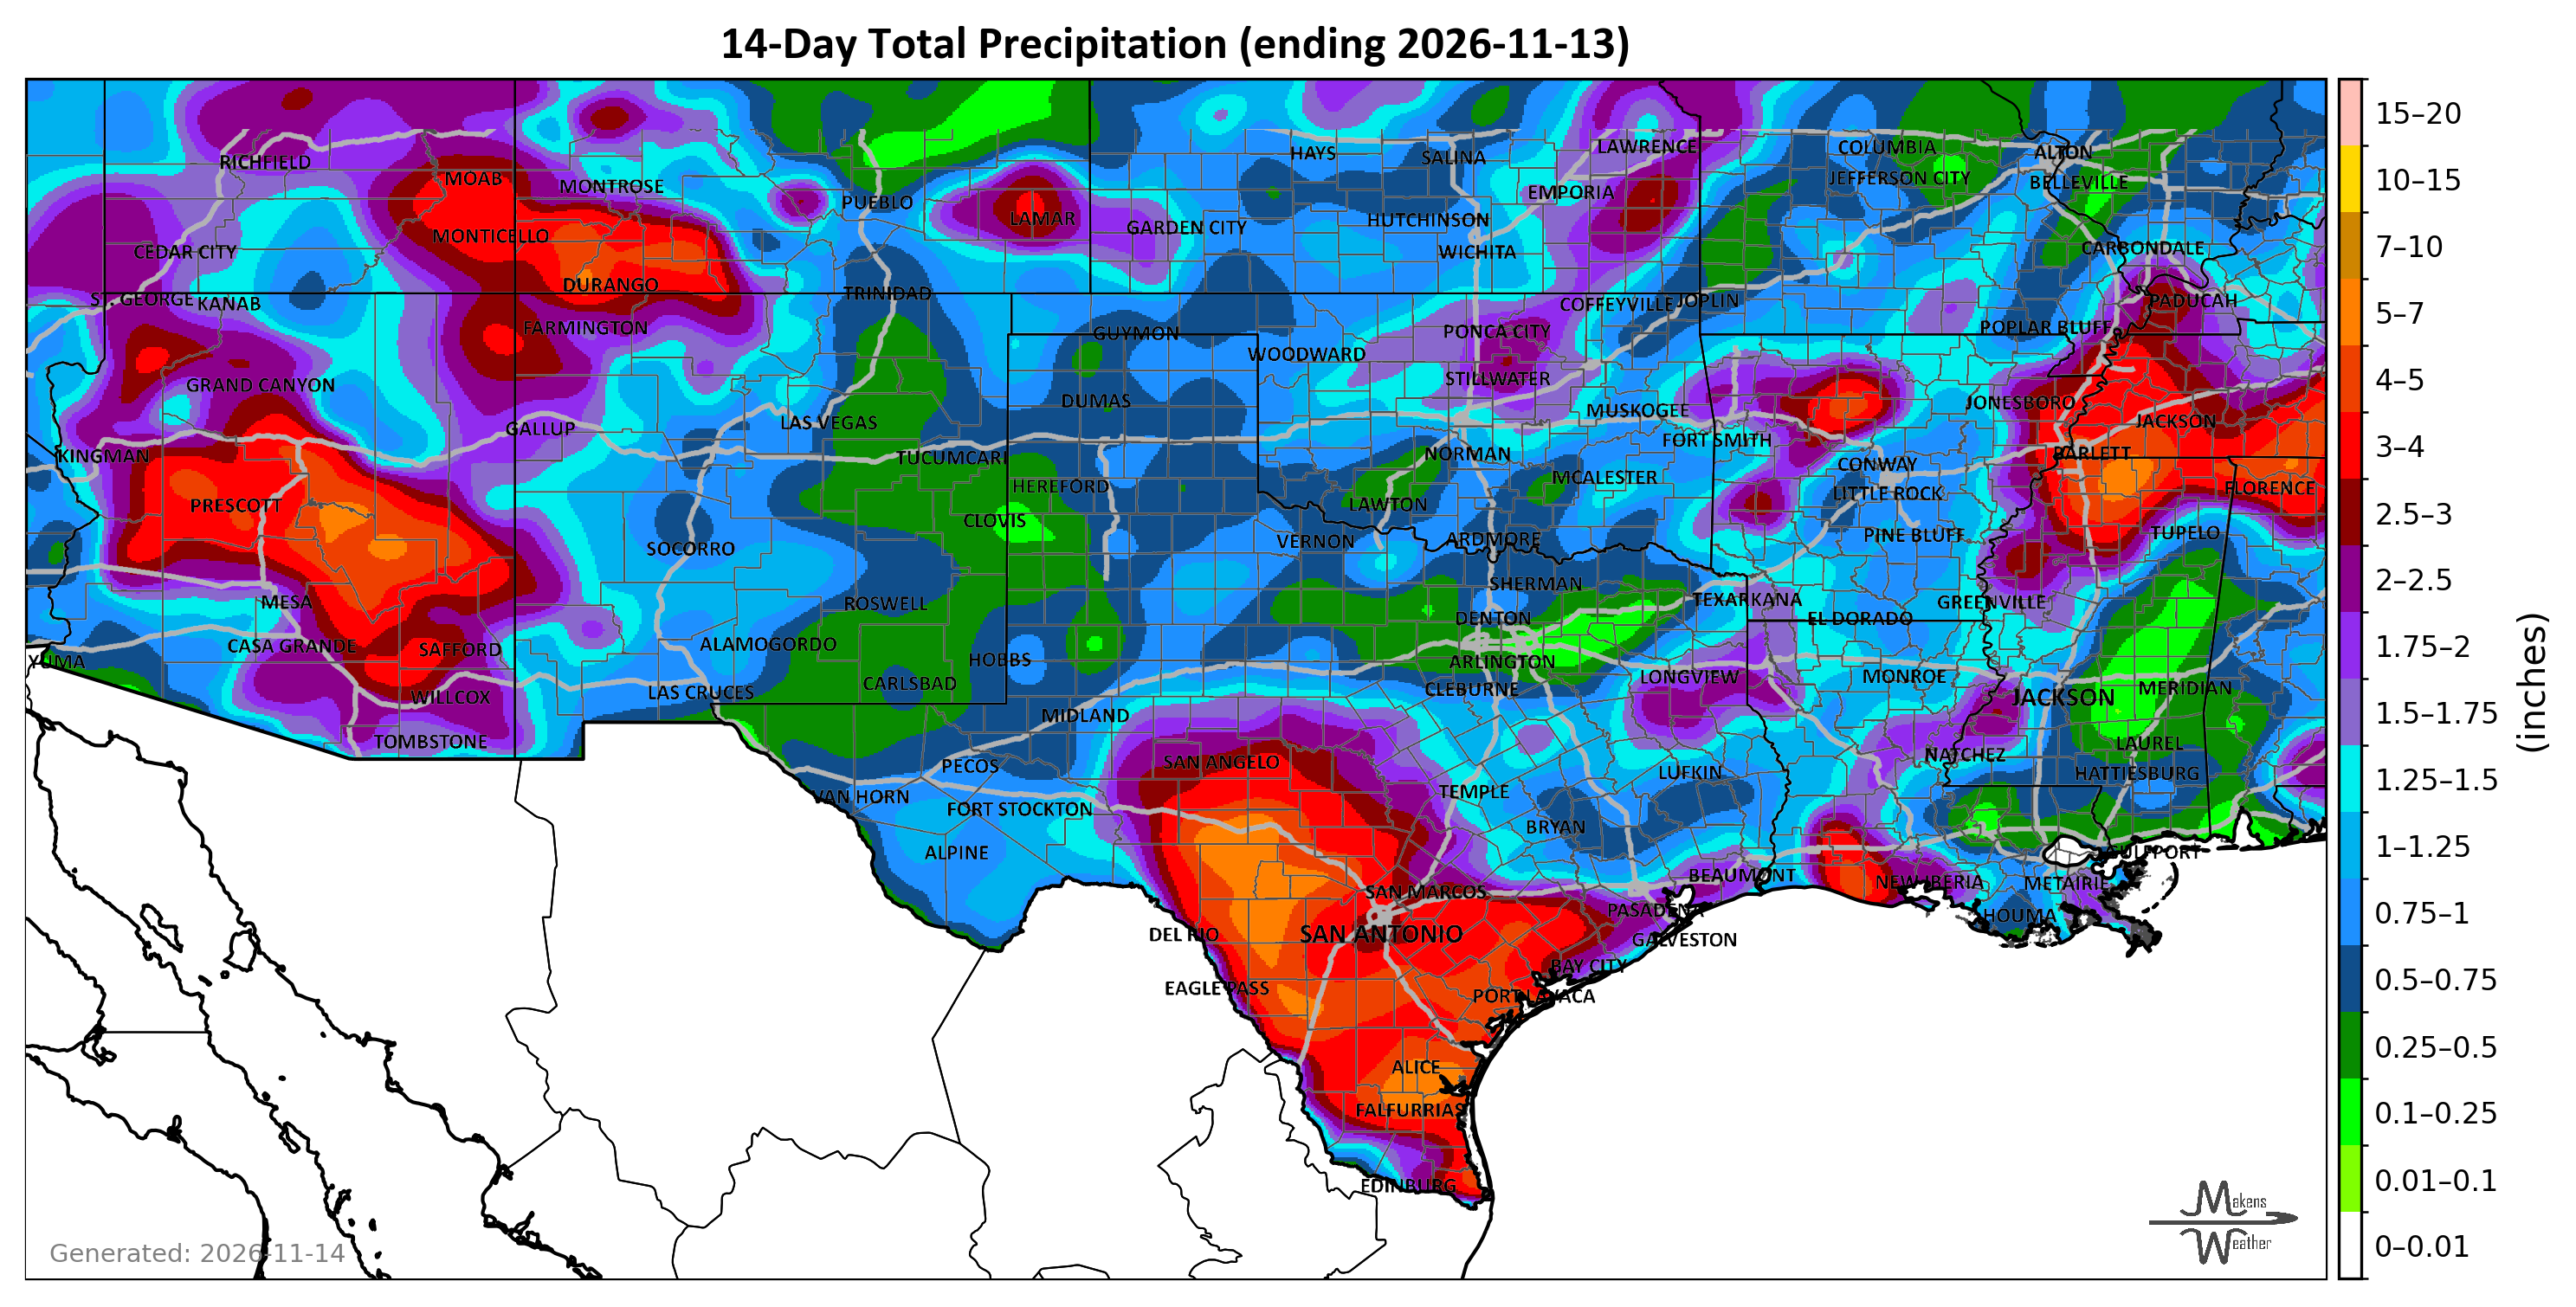 14-Day Total Precipitation (ending 2026-11-13)
RICHFIELD
MOAB
MONTROSE
PUEBLO
LAMAR
GARDEN CITY
HAYS
SALINA
LAWRENCE
EMPORIA
HUTCHINSON
WICHITA
COLUMBIA
JEFFERSON CITY
ALTON
BELLEVILLE
CARBONDALE
CEDAR CITY
MONTICELLO
DURANGO
TRINIDAD
ST. GEORGE
KANAB
FARMINGTON
GUYMON
WOODWARD
PONCA CITY
COFFEYVILLE
JOPLIN
POPLAR BLUFF
PADUCAH
GRAND CANYON
STILLWATER
DUMAS
MUSKOGEE
JONESBORO
JACKSON
GALLUP
LAS VEGAS
FORT SMITH
KINGMAN
TUCUMCARI
NORMAN
CONWAY
BARLETT
HEREFORD
MCALESTER
LITTLE ROCK
FLORENCE
PRESCOTT
LAWTON
CLOVIS
PINE BLUFF
TUPELO
SOCORRO
VERNON
ARDMORE
SHERMAN
MESA
ROSWELL
TEXARKANA
GREENVILLE
DENTON
EL DORADO
CASA GRANDE
SAFFORD
ALAMOGORDO
HOBBS
ARLINGTON
YUMA
CARLSBAD
CLEBURNE
LONGVIEW
MONROE
WILLCOX
LAS CRUCES
JACKSON
MERIDIAN
MIDLAND
TOMBSTONE
LAUREL
NATCHEZ
PECOS
SAN ANGELO
LUFKIN
HATTIESBURG
VAN HORN
FORT STOCKTON
TEMPLE
BRYAN
ALPINE
GULFPORT
SAN MARCOS
BEAUMONT
NEW IBERIA
METAIRIE
PASADENA
HOUMA
DEL RIO
SAN ANTONIO
GALVESTON
BAY CITY
EAGLE PASS
PORT LAVACA
ALICE
FALFURRIAS
EDINBURG
Generated: 2026-11-14
Makens
Weather
15–20
10–15
7–10
5–7
4–5
3–4
2.5–3
2–2.5
1.75–2
1.5–1.75
1.25–1.5
1–1.25
0.75–1
0.5–0.75
0.25–0.5
0.1–0.25
0.01–0.1
0–0.01
(inches)